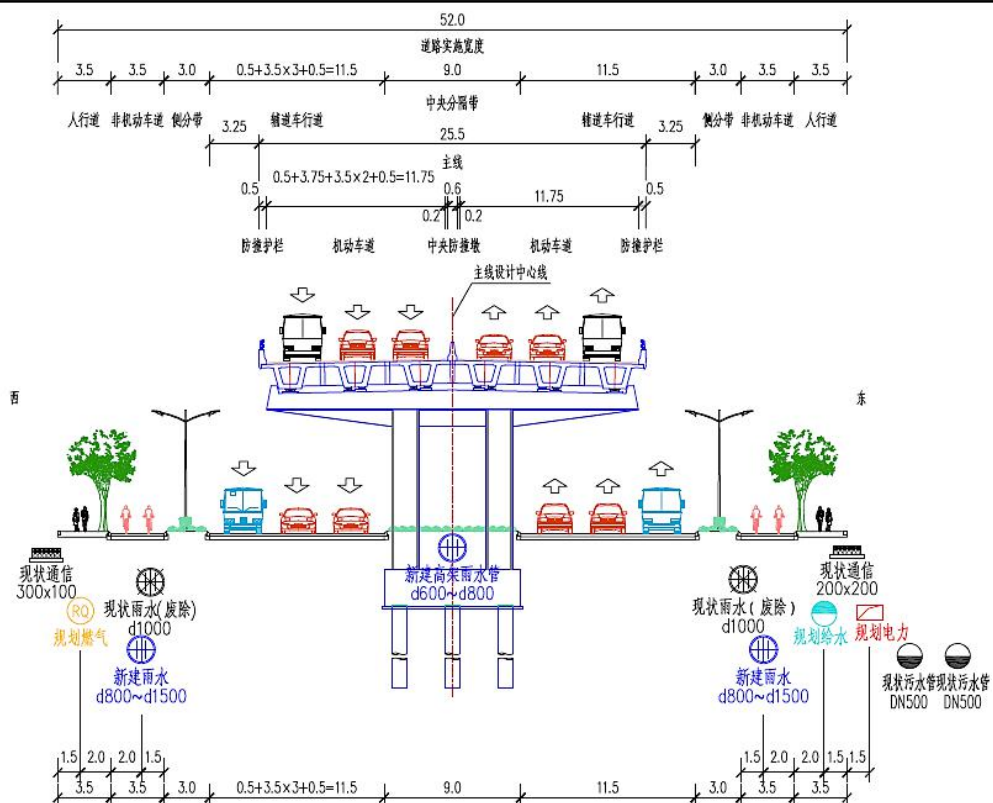 52.0
道路实施宽度
3.5 3.5 3.0 0.5+3.5×3+0.5=11.5 9.0 11.5 3.0 3.5 3.5
中央分隔带
人行道 非机动车道 侧分带 辅道车行道 辅道车行道 侧分带 非机动车道 人行道
3.25 25.5 3.25
主线
0.5 0.5+3.75+3.5×2+0.5=11.75 0.6 11.75 0.5
0.2 0.2
防撞护栏 机动车道 中央防撞墩 机动车道 防撞护栏
主线设计中心线
西 东
现状通信
300x100
RQ
规划燃气
现状雨水(废除)
d1000
新建雨水
d800~d1500
新建高架雨水管
d600~d800
现状雨水(废除)
d1000
新建雨水
d800~d1500
现状通信
200x200
规划给水
规划电力
现状污水管 现状污水管
DN500 DN500
1.5 2.0 2.0 1.5 1.5 2.0 2.0 1.5 1.5
3.5 3.5 3.0 0.5+3.5×3+0.5=11.5 9.0 11.5 3.0 3.5 3.5